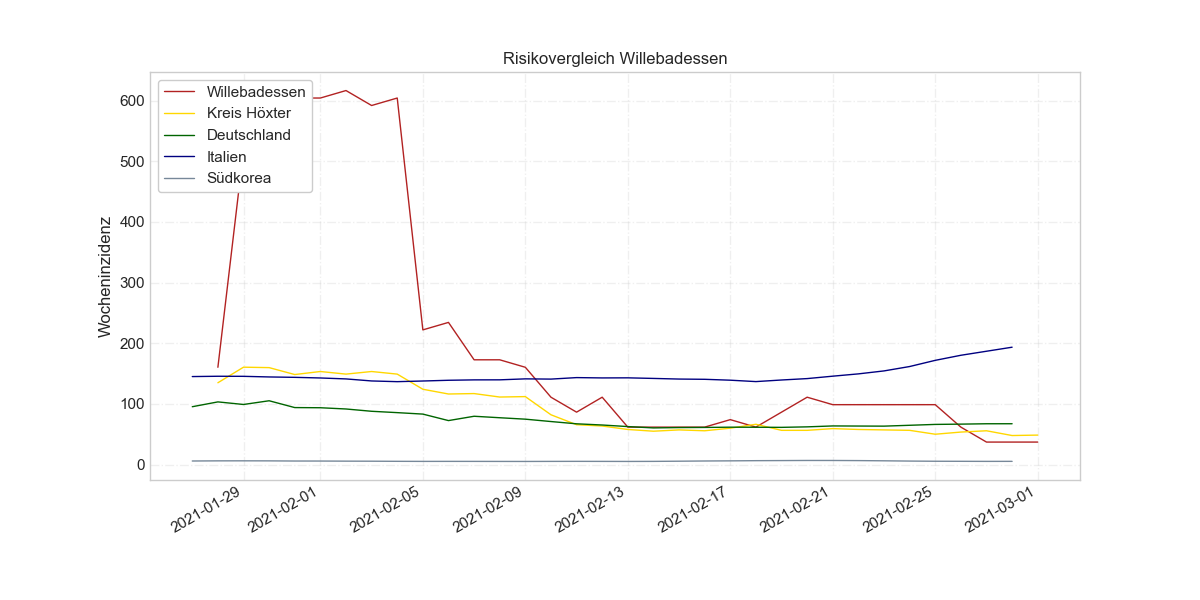 Risikovergleich Willebadessen
Willebadessen
Kreis Höxter
Deutschland
Italien
Südkorea
Wocheninzidenz
600
500
400
300
200
100
0
2021-01-29
2021-02-01
2021-02-05
2021-02-09
2021-02-13
2021-02-17
2021-02-21
2021-02-25
2021-03-01